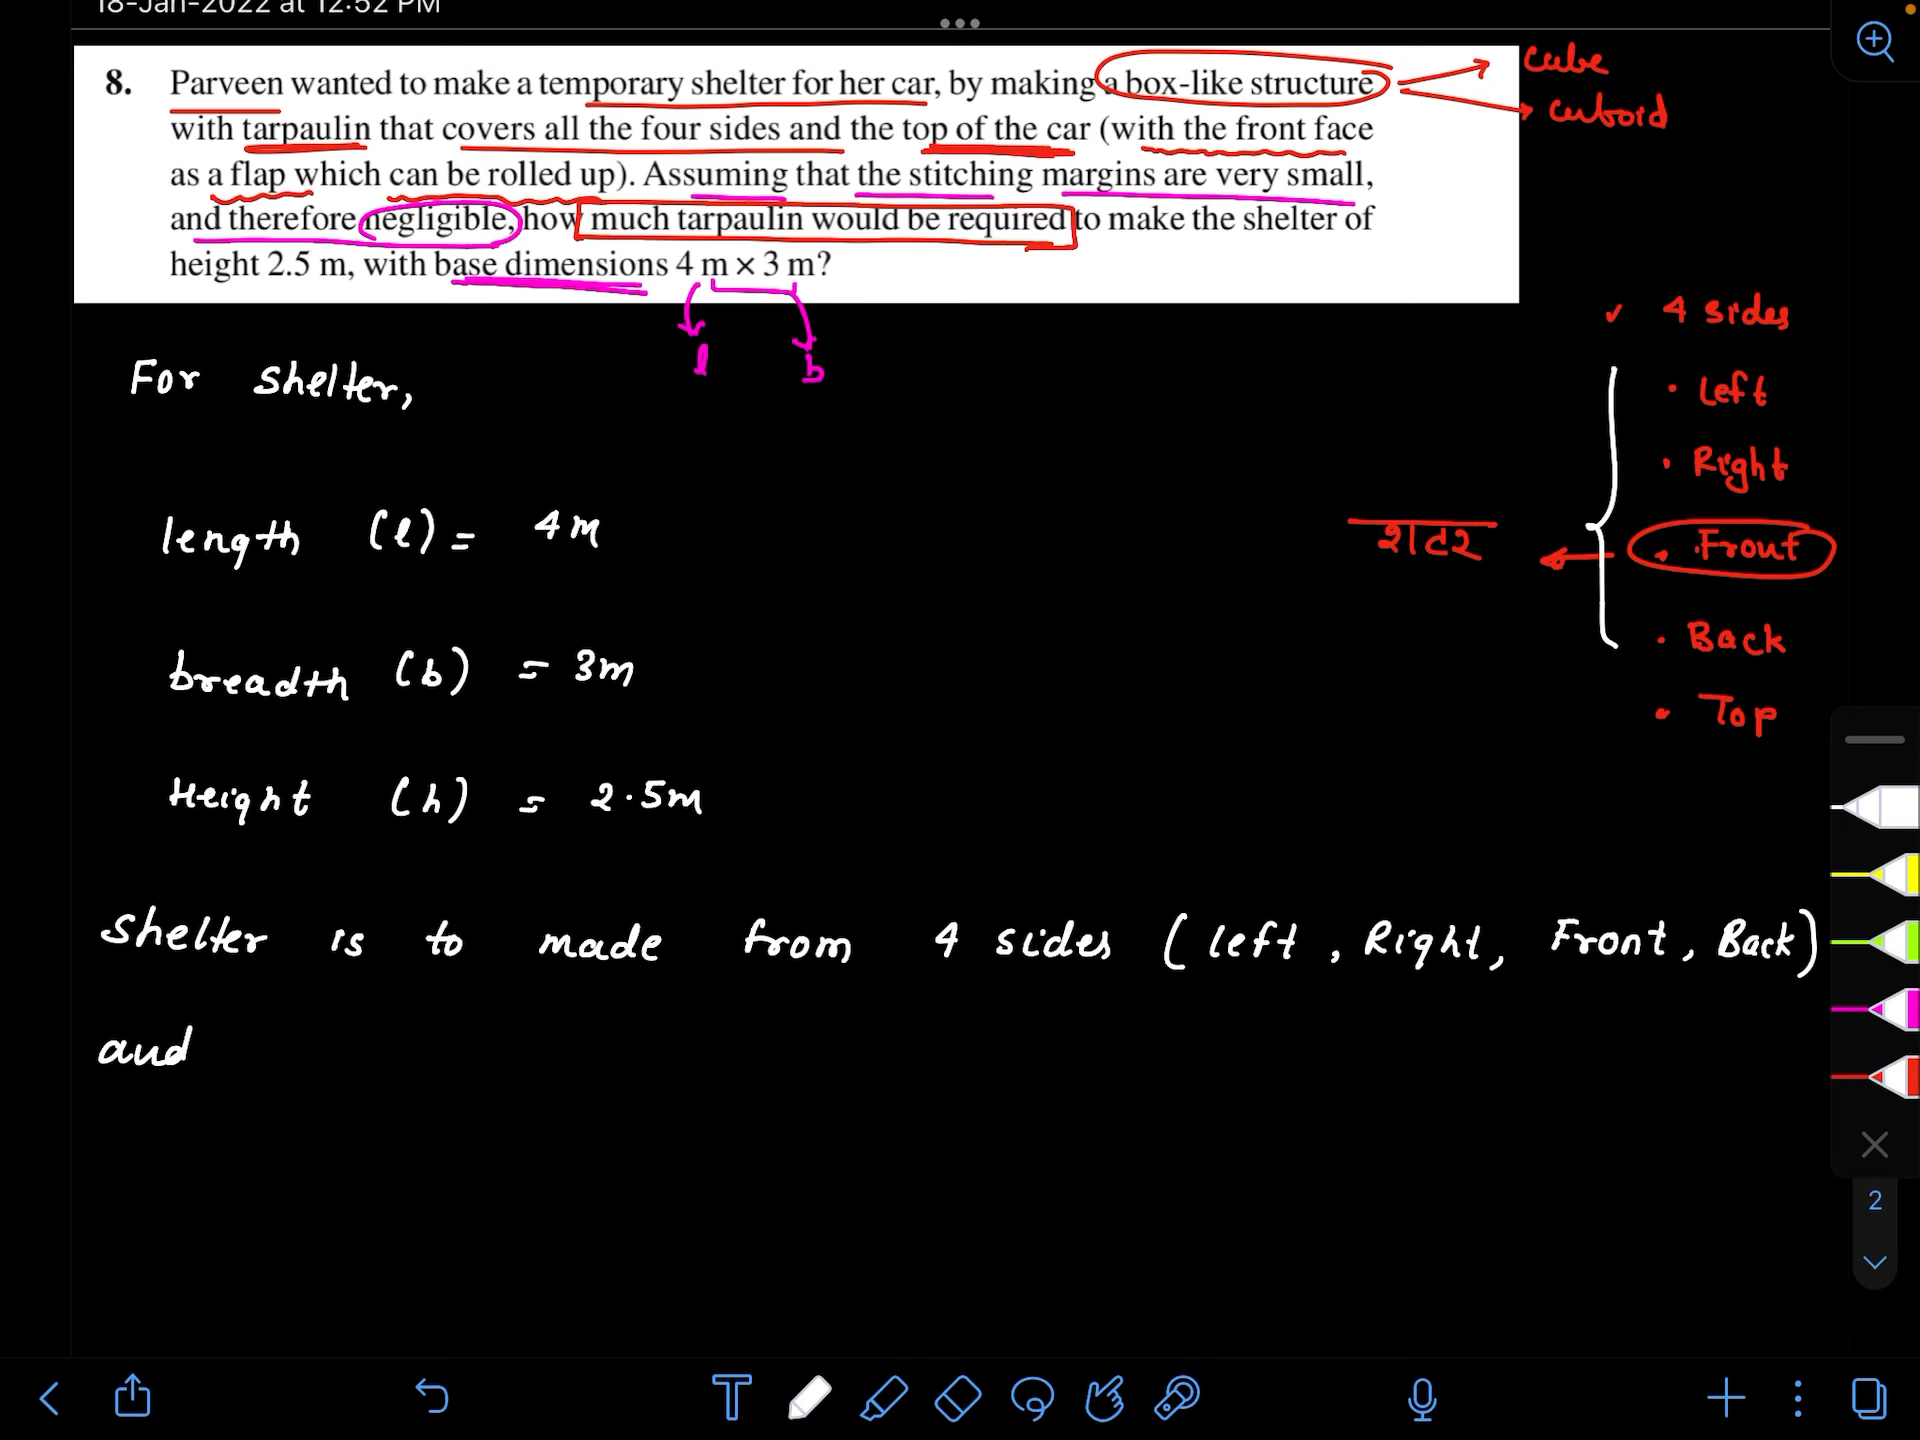 18-Jan-2022 at 12:52 PM
8. Parveen wanted to make a temporary shelter for her car, by making a box-like structure
with tarpaulin that covers all the four sides and the top of the car (with the front face
as a flap which can be rolled up). Assuming that the stitching margins are very small,
and therefore negligible, how much tarpaulin would be required to make the shelter of
height 2.5 m, with base dimensions 4 m × 3 m?
cube
cuboid
l
b
✓ 4 sides
• Left
• Right
• Front
शटर
• Back
• Top
For shelter,
length (l) = 4m
breadth (b) = 3m
Height (h) = 2.5m
Shelter is to made from 4 sides (left, Right, Front, Back)
and
2
T